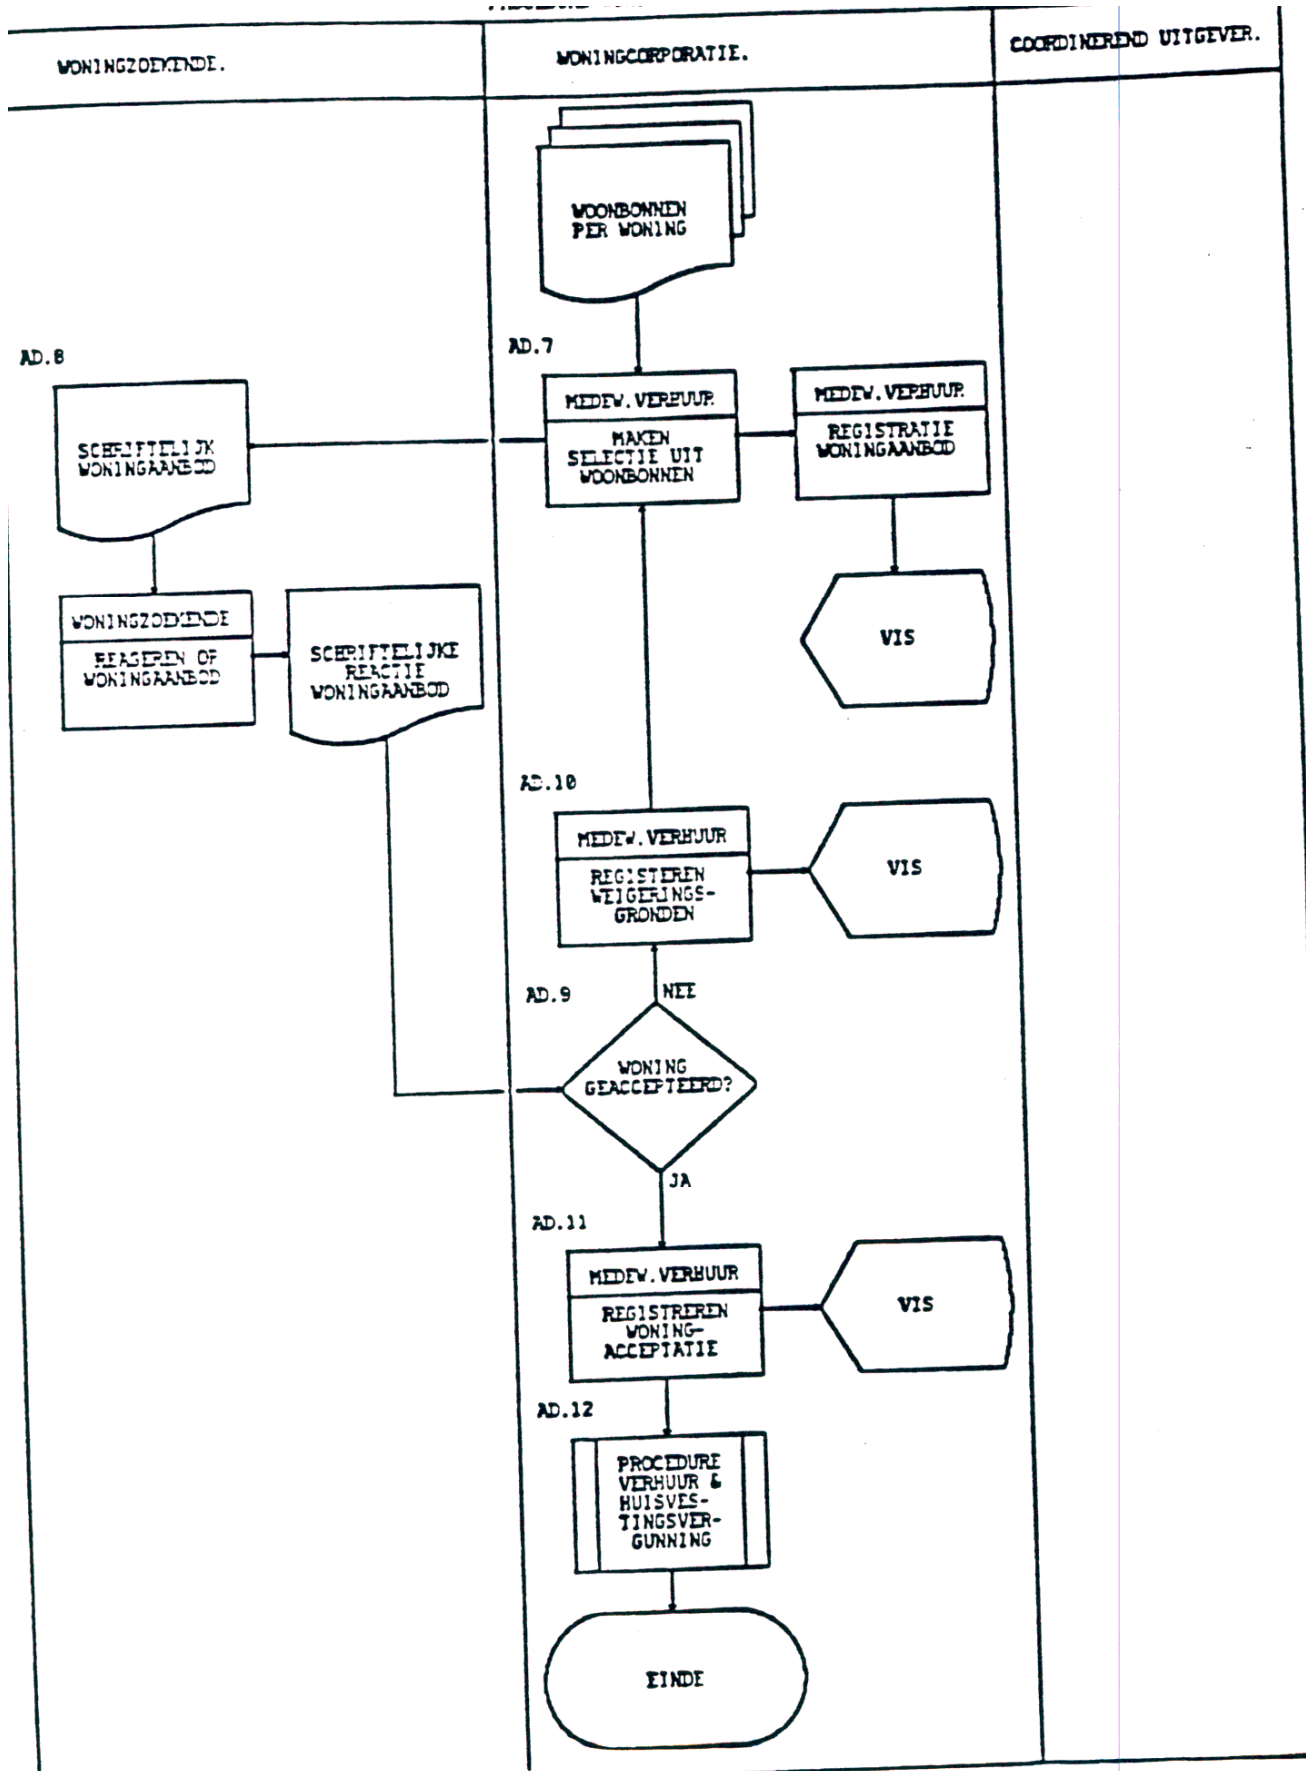 WONINGZOEKENDE.
WONINGCORPORATIE.
COORDINEREND UITGEVER.
WOONBONNEN
PER WONING
AD.7
MEDEW.VERHUUR
MAKEN
SELECTIE UIT
WOONBONNEN
MEDEW.VERHUUR
REGISTRATIE
WONINGAANBOD
VIS
AD.8
SCHRIFTELIJK
WONINGAANBOD
WONINGZOEKENDE
REAGEREN OP
WONINGAANBOD
SCHRIFTELIJKE
REACTIE
WONINGAANBOD
AD.10
MEDEW.VERHUUR
REGISTEREN
WEIGERINGS-
GRONDEN
VIS
AD.9
NEE
WONING
GEACCEPTEERD?
JA
AD.11
MEDEW.VERHUUR
REGISTREREN
WONING-
ACCEPTATIE
VIS
AD.12
PROCEDURE
VERHUUR &
HUISVES-
TINGSVER-
GUNNING
EINDE